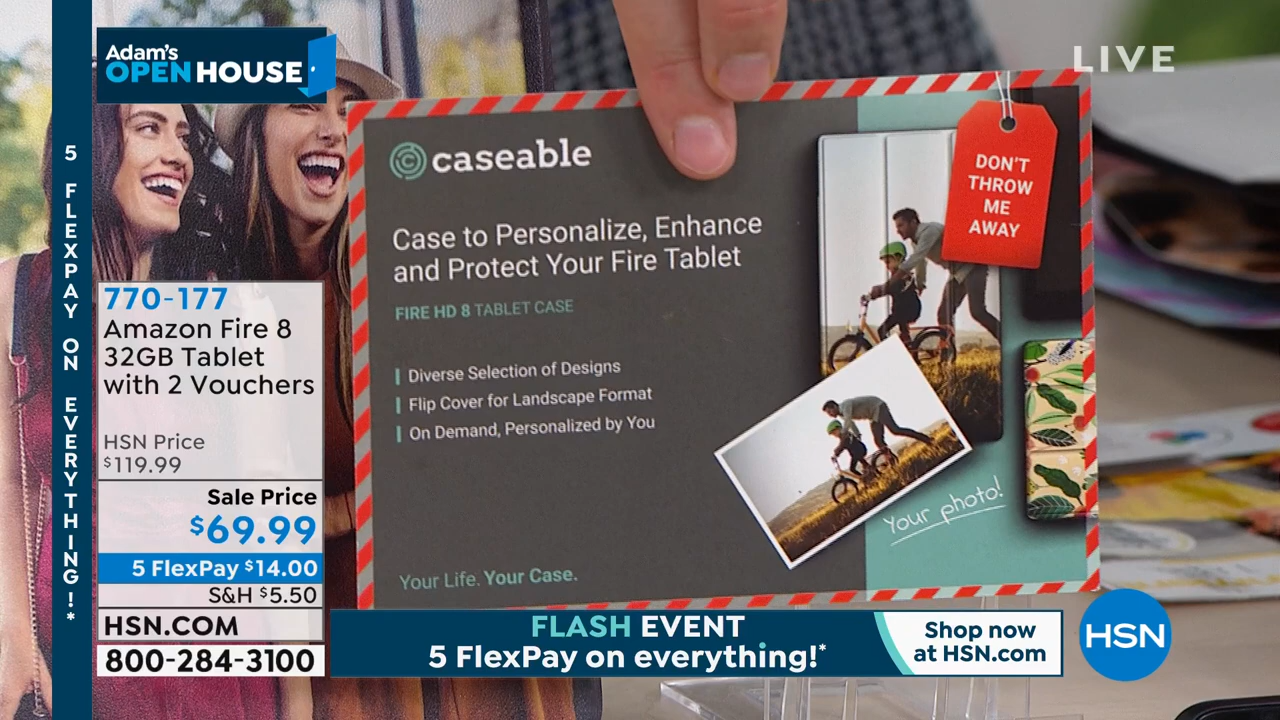 Adam's
OPEN HOUSE
LIVE
5 FLEXPAY ON EVERYTHING!*
770-177
Amazon Fire 8
32GB Tablet
with 2 Vouchers
HSN Price
$119.99
Sale Price
$69.99
5 FlexPay $14.00
S&H $5.50
HSN.COM
800-284-3100
caseable
Case to Personalize, Enhance
and Protect Your Fire Tablet
FIRE HD 8 TABLET CASE
Diverse Selection of Designs
Flip Cover for Landscape Format
On Demand, Personalized by You
Your Life. Your Case.
DON'T
THROW
ME
AWAY
Your photo!
FLASH EVENT
5 FlexPay on everything!*
Shop now
at HSN.com
HSN